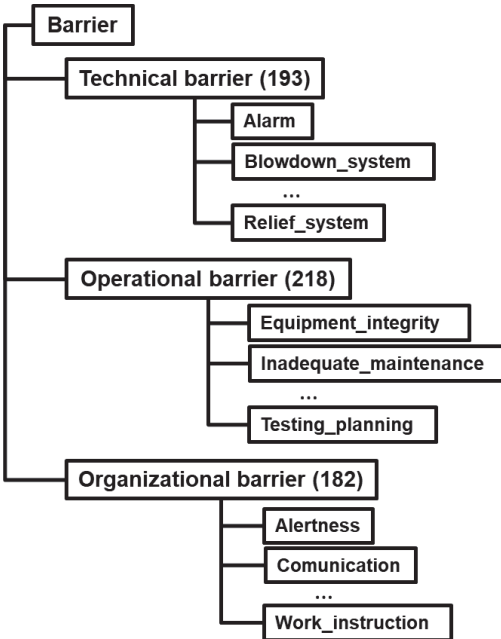 Barrier
Technical barrier (193)
Alarm
Blowdown_system
...
Relief_system
Operational barrier (218)
Equipment_integrity
Inadequate_maintenance
...
Testing_planning
Organizational barrier (182)
Alertness
Comunication
...
Work_instruction